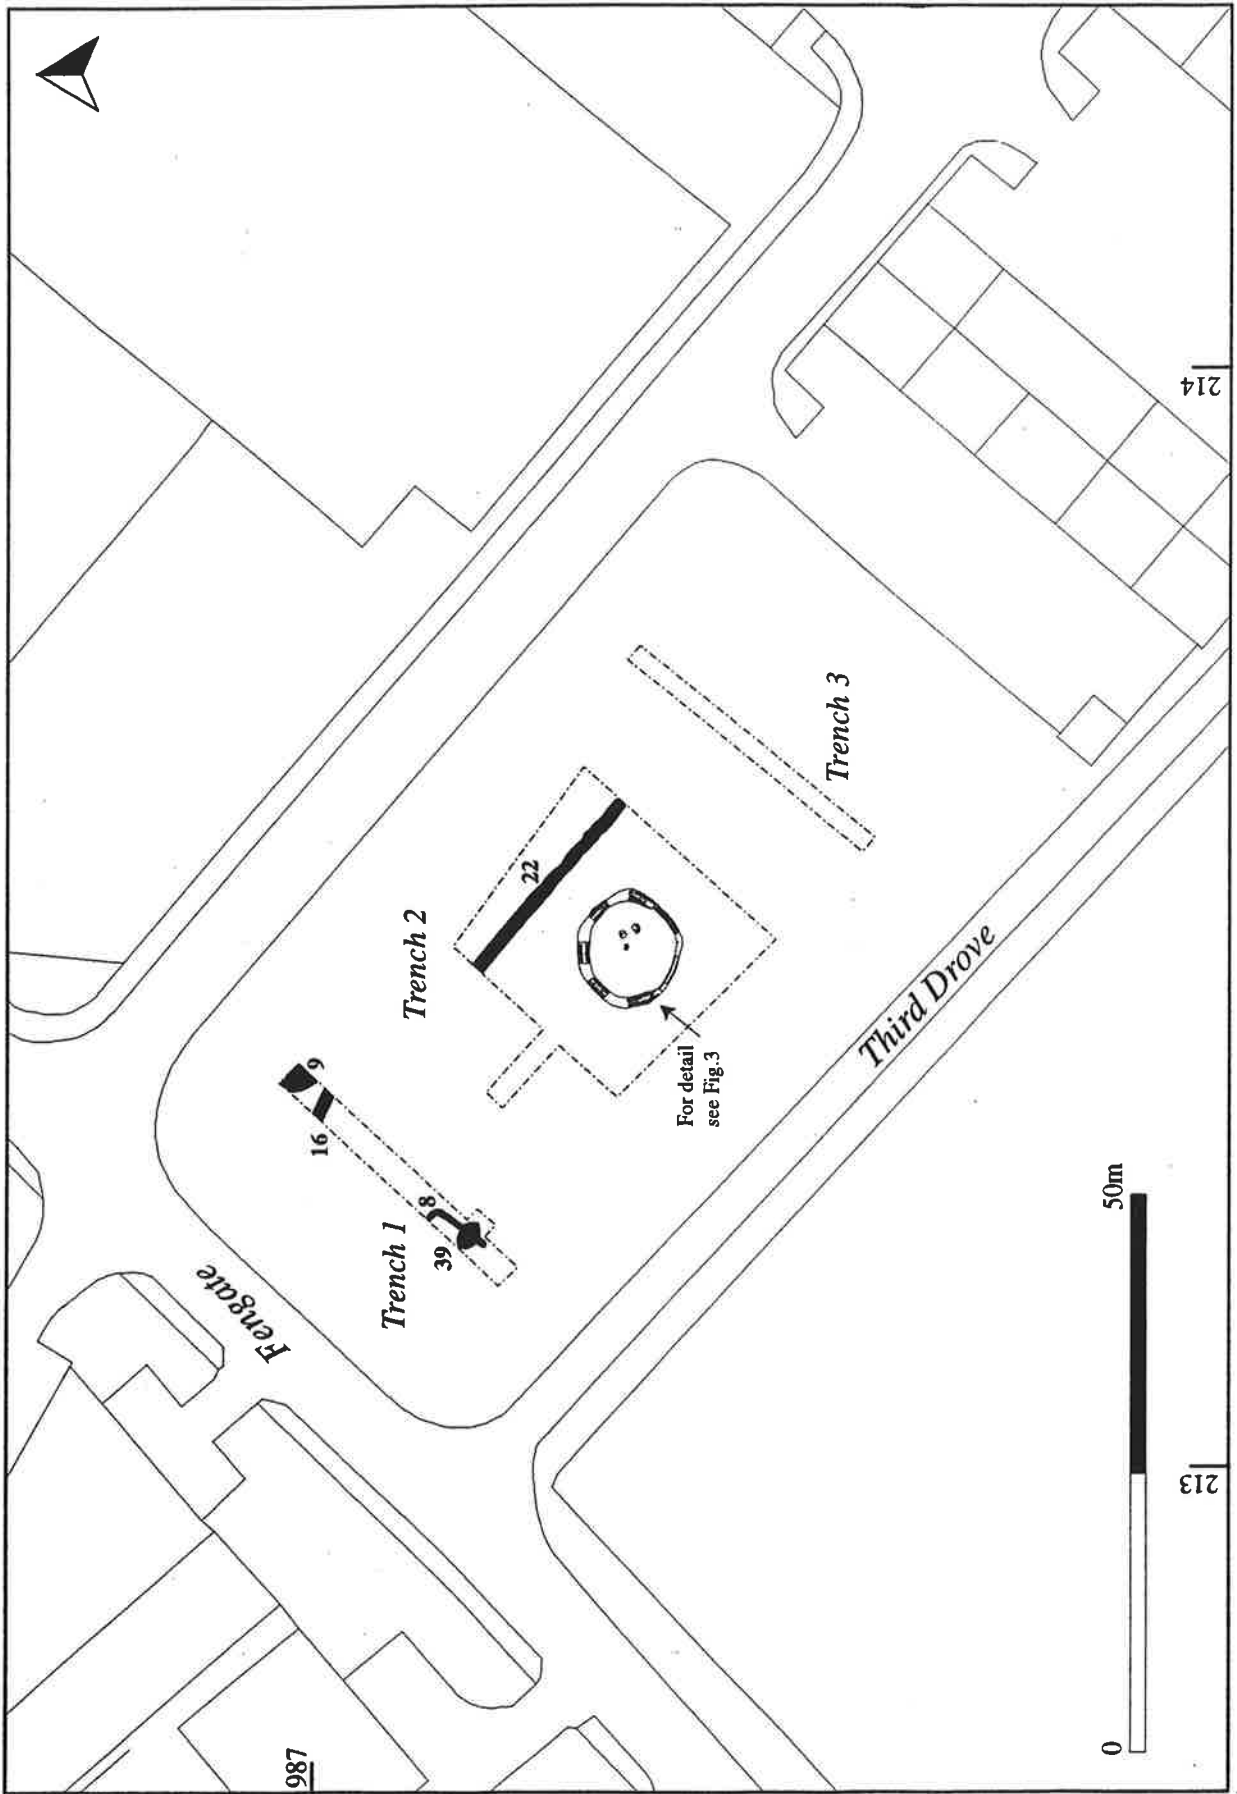 Fengate
Trench 1
39
8
16
9
Trench 2
22
For detail
see Fig.3
Trench 3
Third Drove
987
213
214
0
50m